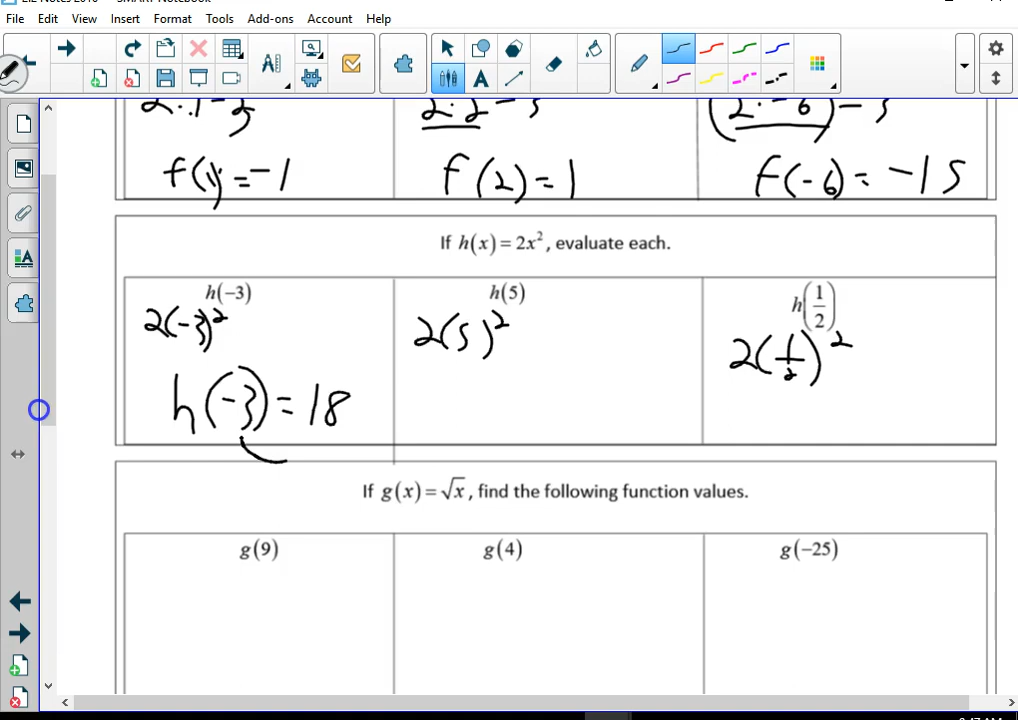 File Edit View Insert Format Tools Add-ons Account Help
f(1) = -1
f(2) = 1
f(-6) = -15
If h(x) = 2x², evaluate each.
h(-3)
h(5)
h(1/2)
2(-3)²
2(5)²
2(1/2)²
h(-3) = 18
If g(x) = √x, find the following function values.
g(9)
g(4)
g(-25)